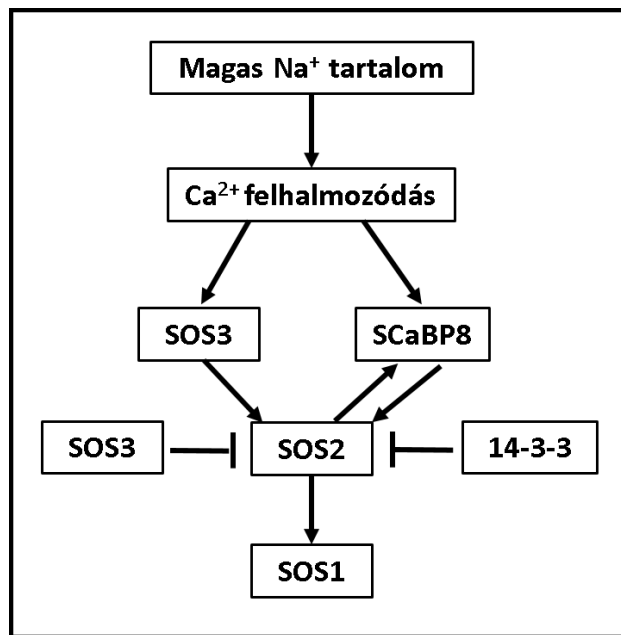 Magas Na⁺ tartalom
Ca²⁺ felhalmozódás
SOS3 SCaBP8
SOS3 SOS2 14-3-3
SOS1